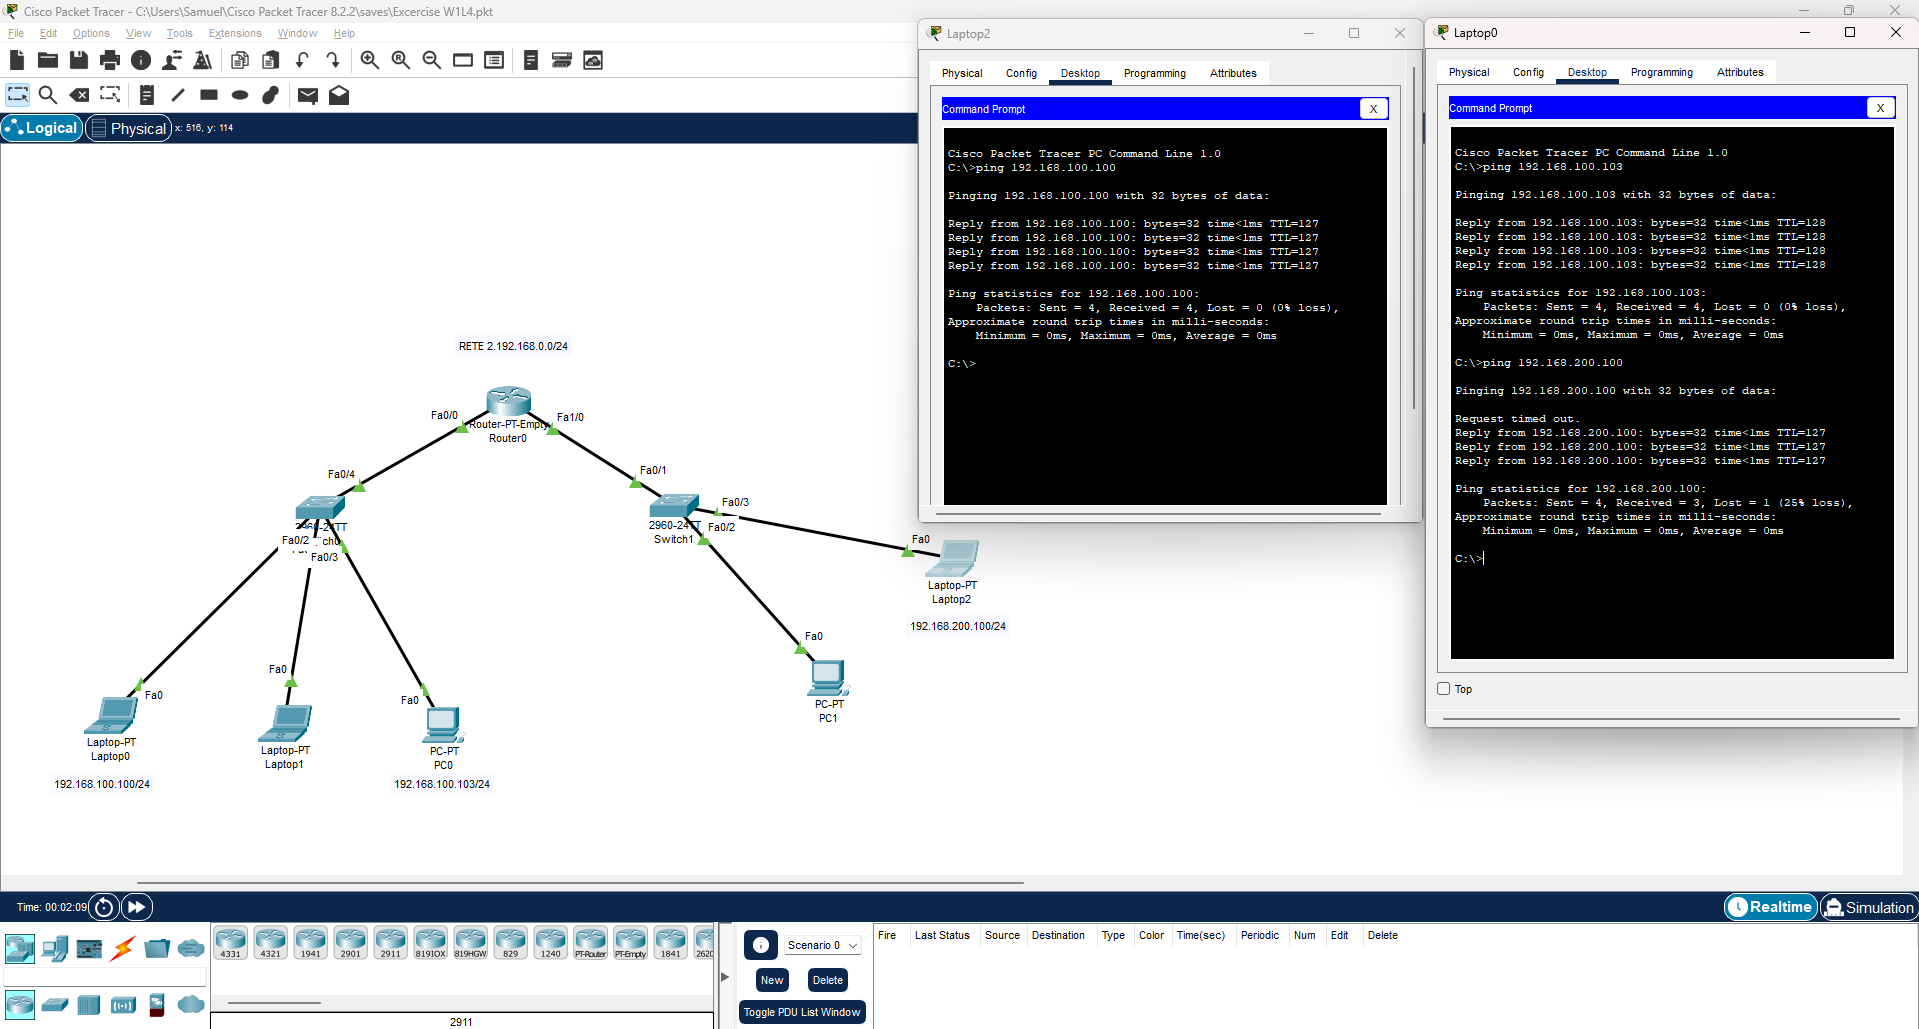 Cisco Packet Tracer - C:\Users\Samuel\Cisco Packet Tracer 8.2.2\saves\Excercise W1L4.pkt
File Edit Options View Tools Extensions Window Help
Logical Physical x: 516, y: 114
RETE 2.192.168.0.0/24
Fa0/0
Fa1/0
Router-PT-Empty
Router0
Fa0/4
Fa0/1
2960-24TT
Fa0/2
Fa0/3
Fa0/3
2960-24TT
Switch1
Fa0/2
Fa0
Laptop-PT
Laptop2
192.168.200.100/24
Fa0
PC-PT
PC1
Fa0
Laptop-PT
Laptop0
192.168.100.100/24
Fa0
Laptop-PT
Laptop1
Fa0
PC-PT
PC0
192.168.100.103/24
Laptop2
Physical Config Desktop Programming Attributes
Command Prompt X
Cisco Packet Tracer PC Command Line 1.0
C:\>ping 192.168.100.100
Pinging 192.168.100.100 with 32 bytes of data:
Reply from 192.168.100.100: bytes=32 time<1ms TTL=127
Reply from 192.168.100.100: bytes=32 time<1ms TTL=127
Reply from 192.168.100.100: bytes=32 time<1ms TTL=127
Reply from 192.168.100.100: bytes=32 time<1ms TTL=127
Ping statistics for 192.168.100.100:
Packets: Sent = 4, Received = 4, Lost = 0 (0% loss),
Approximate round trip times in milli-seconds:
Minimum = 0ms, Maximum = 0ms, Average = 0ms
C:\>
Laptop0
Physical Config Desktop Programming Attributes
Command Prompt X
Cisco Packet Tracer PC Command Line 1.0
C:\>ping 192.168.100.103
Pinging 192.168.100.103 with 32 bytes of data:
Reply from 192.168.100.103: bytes=32 time<1ms TTL=128
Reply from 192.168.100.103: bytes=32 time<1ms TTL=128
Reply from 192.168.100.103: bytes=32 time<1ms TTL=128
Reply from 192.168.100.103: bytes=32 time<1ms TTL=128
Ping statistics for 192.168.100.103:
Packets: Sent = 4, Received = 4, Lost = 0 (0% loss),
Approximate round trip times in milli-seconds:
Minimum = 0ms, Maximum = 0ms, Average = 0ms
C:\>ping 192.168.200.100
Pinging 192.168.200.100 with 32 bytes of data:
Request timed out.
Reply from 192.168.200.100: bytes=32 time<1ms TTL=127
Reply from 192.168.200.100: bytes=32 time<1ms TTL=127
Reply from 192.168.200.100: bytes=32 time<1ms TTL=127
Ping statistics for 192.168.200.100:
Packets: Sent = 4, Received = 3, Lost = 1 (25% loss),
Approximate round trip times in milli-seconds:
Minimum = 0ms, Maximum = 0ms, Average = 0ms
C:\>
Top
Time: 00:02:09
Realtime Simulation
4331 4321 1941 2901 2911 819IOX 819HGW 829 1240 PT-Router PT-Empty 1841 2620
2911
Scenario 0
New Delete
Toggle PDU List Window
Fire Last Status Source Destination Type Color Time(sec) Periodic Num Edit Delete